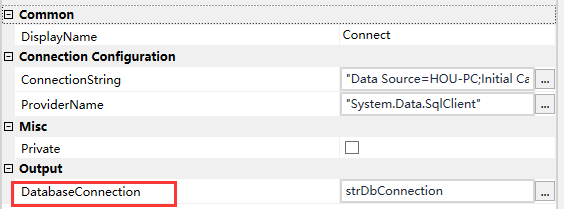 Common
DisplayName Connect
Connection Configuration
ConnectionString "Data Source=HOU-PC;Initial Ca ...
ProviderName "System.Data.SqlClient" ...
Misc
Private
Output
DatabaseConnection strDbConnection ...